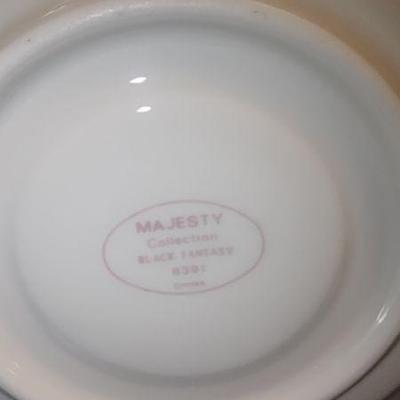 MAJESTY
Collection
BLACK FANTASY
8391
CHINA